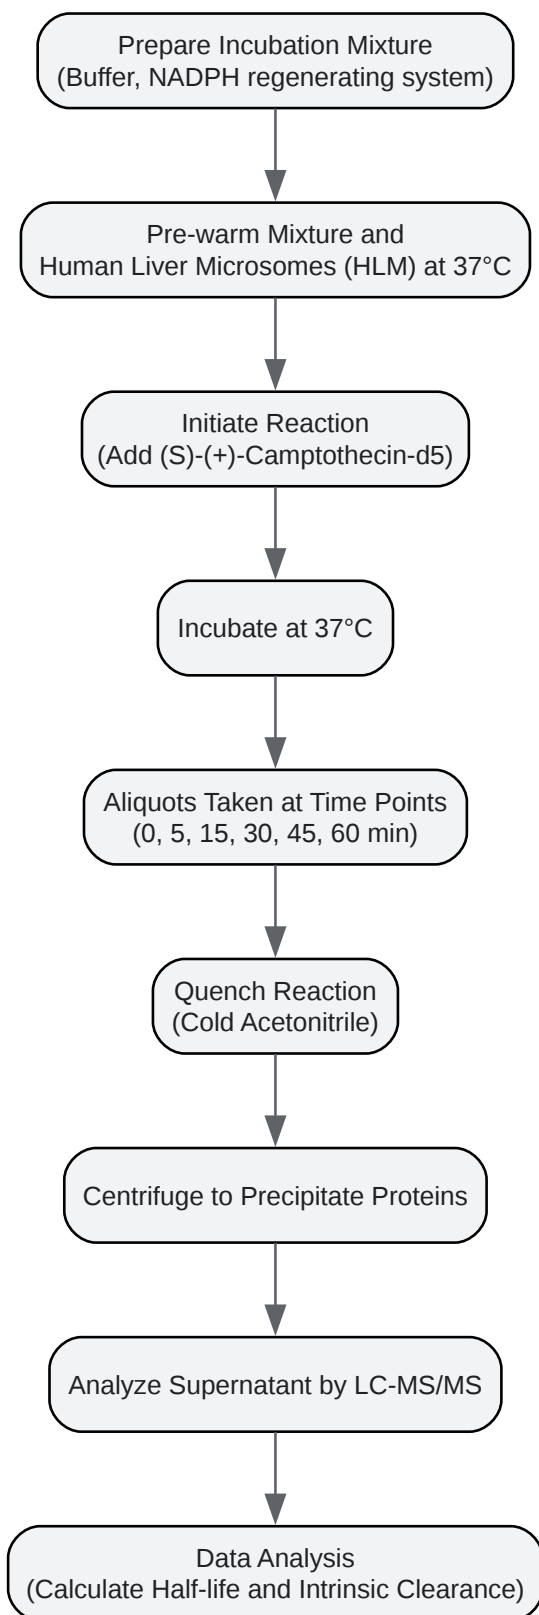 Prepare Incubation Mixture
(Buffer, NADPH regenerating system)
Pre-warm Mixture and
Human Liver Microsomes (HLM) at 37°C
Initiate Reaction
(Add (S)-(+)-Camptothecin-d5)
Incubate at 37°C
Aliquots Taken at Time Points
(0, 5, 15, 30, 45, 60 min)
Quench Reaction
(Cold Acetonitrile)
Centrifuge to Precipitate Proteins
Analyze Supernatant by LC-MS/MS
Data Analysis
(Calculate Half-life and Intrinsic Clearance)